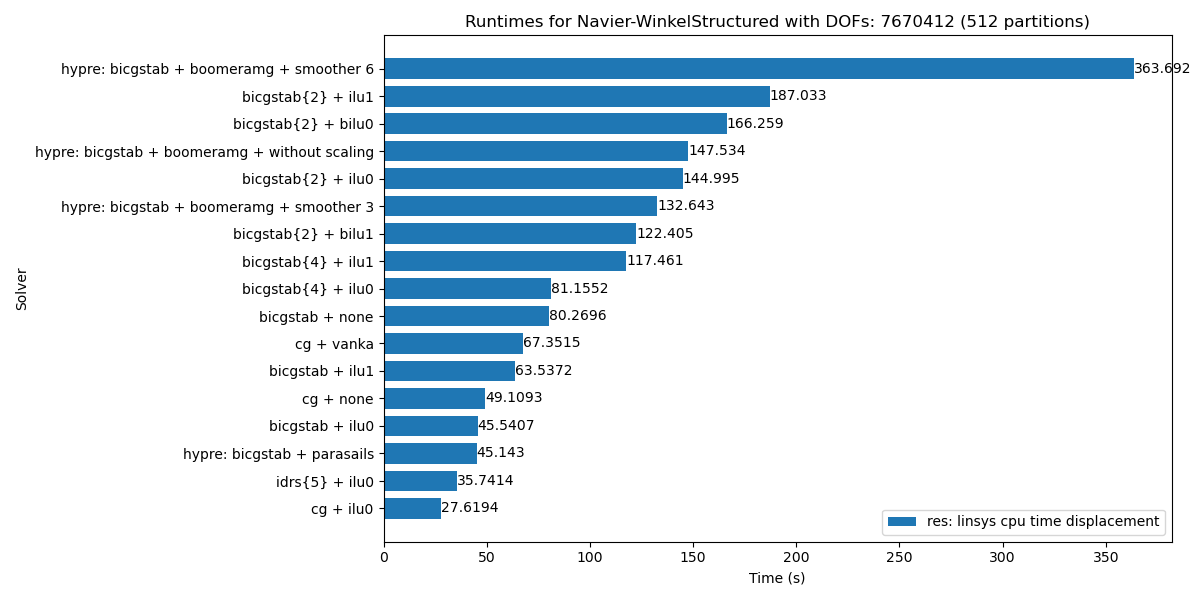 Runtimes for Navier-WinkelStructured with DOFs: 7670412 (512 partitions)
Solver
hypre: bicgstab + boomeramg + smoother 6 363.692
bicgstab{2} + ilu1 187.033
bicgstab{2} + bilu0 166.259
hypre: bicgstab + boomeramg + without scaling 147.534
bicgstab{2} + ilu0 144.995
hypre: bicgstab + boomeramg + smoother 3 132.643
bicgstab{2} + bilu1 122.405
bicgstab{4} + ilu1 117.461
bicgstab{4} + ilu0 81.1552
bicgstab + none 80.2696
cg + vanka 67.3515
bicgstab + ilu1 63.5372
cg + none 49.1093
bicgstab + ilu0 45.5407
hypre: bicgstab + parasails 45.143
idrs{5} + ilu0 35.7414
cg + ilu0 27.6194
res: linsys cpu time displacement
0 50 100 150 200 250 300 350
Time (s)